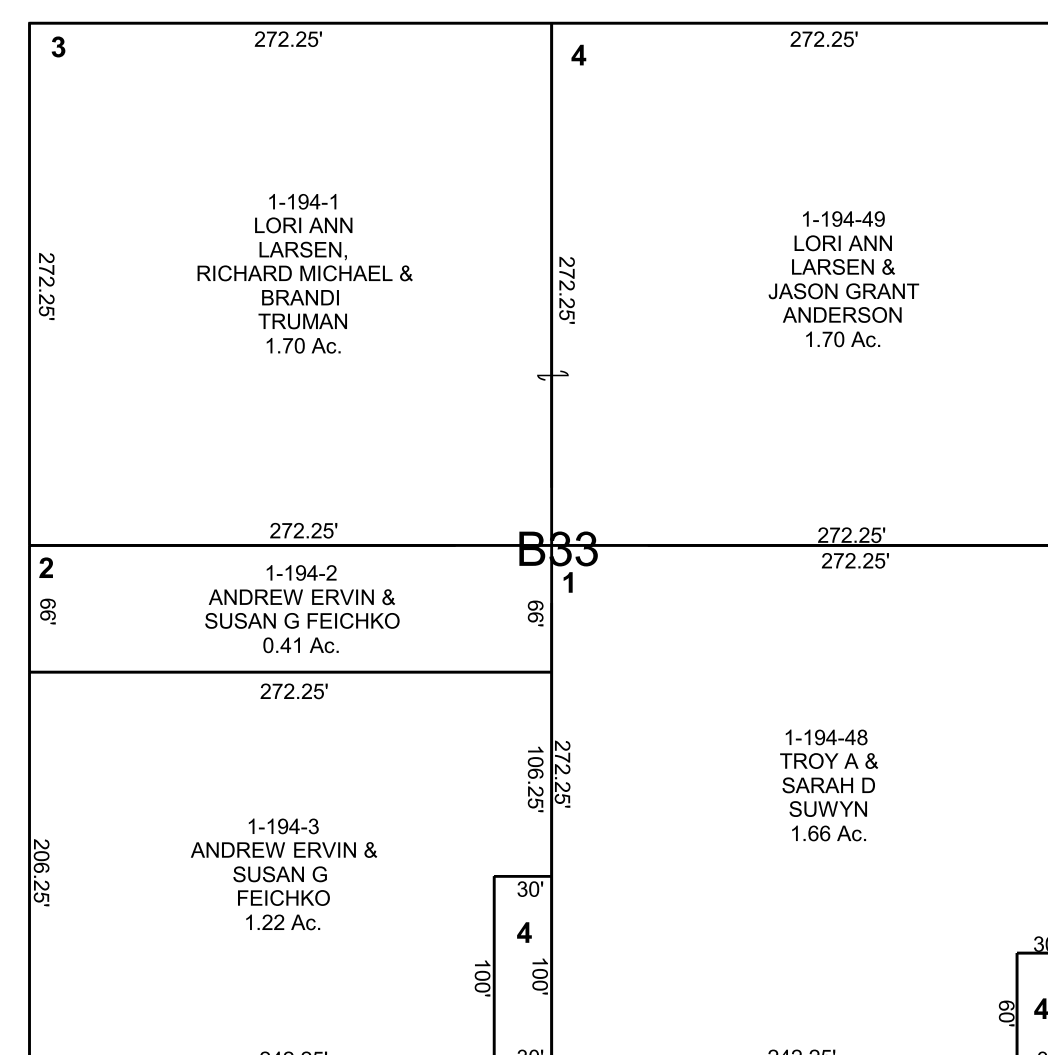 3
272.25'
4
272.25'
1-194-1
LORI ANN
LARSEN,
RICHARD MICHAEL &
BRANDI
TRUMAN
1.70 Ac.
272.25'
272.25'
1-194-49
LORI ANN
LARSEN &
JASON GRANT
ANDERSON
1.70 Ac.
272.25'
272.25'
B33
2
66'
1-194-2
ANDREW ERVIN &
SUSAN G FEICHKO
0.41 Ac.
66'
1
272.25'
272.25'
106.25'
272.25'
1-194-48
TROY A &
SARAH D
SUWYN
1.66 Ac.
206.25'
1-194-3
ANDREW ERVIN &
SUSAN G
FEICHKO
1.22 Ac.
30'
4
100'
100'
60'
4
242.25'
30'
242.25'